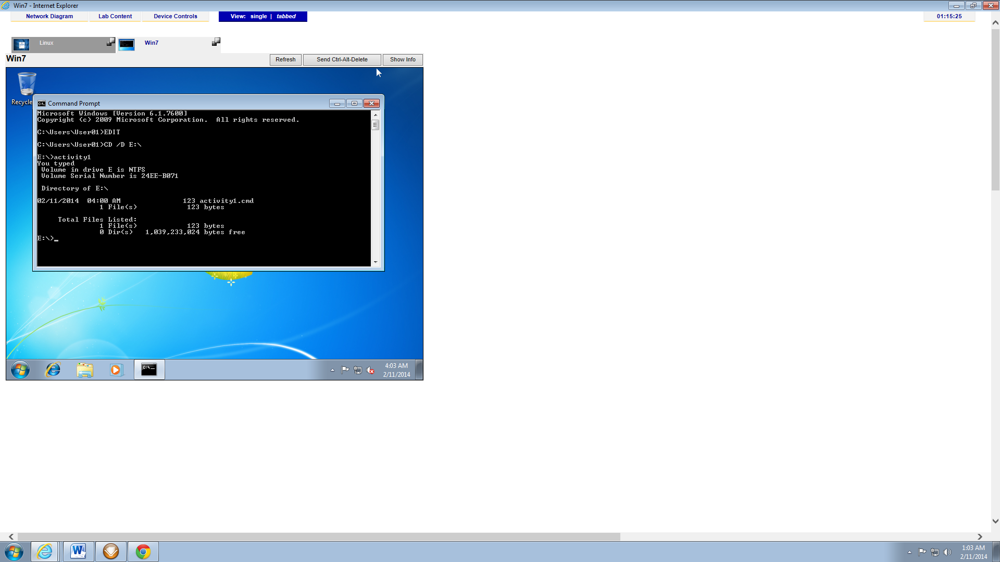 Win7 - Internet Explorer
Network Diagram Lab Content Device Controls View: single | tabbed 01:15:25
Linux Win7
Win7 Refresh Send Ctrl-Alt-Delete Show Info
Recycle
Command Prompt
Microsoft Windows [Version 6.1.7600]
Copyright (c) 2009 Microsoft Corporation.  All rights reserved.
C:\Users\User01>EDIT
C:\Users\User01>CD /D E:\
E:\>activity1
You typed
Volume in drive E is NTFS
Volume Serial Number is 24EE-B071
Directory of E:\
02/11/2014  04:00 AM               123 activity1.cmd
1 File(s)            123 bytes
Total Files Listed:
1 File(s)            123 bytes
0 Dir(s)   1,039,233,024 bytes free
E:\>_
C:\_
4:03 AM
2/11/2014
1:03 AM
2/11/2014